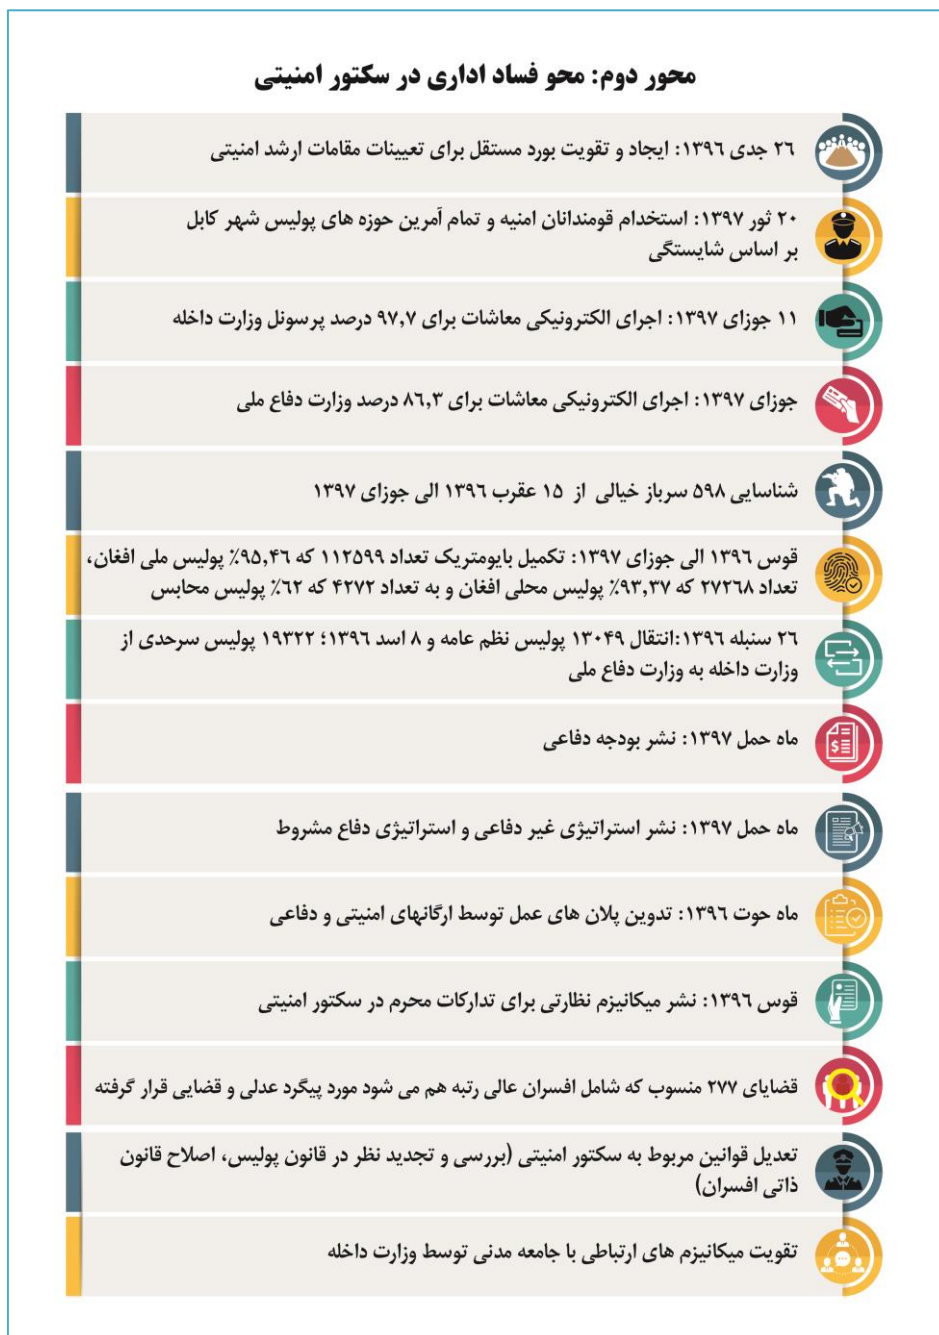 محور دوم: محو فساد اداری در سکتور امنیتی
۲۶ جدی ۱۳۹۶: ایجاد و تقویت بورد مستقل برای تعیینات مقامات ارشد امنیتی
۲۰ ثور ۱۳۹۷: استخدام قومندانان امنیه و تمام آمرین حوزه های پولیس شهر کابل
بر اساس شایستگی
۱۱ جوزای ۱۳۹۷: اجرای الکترونیکی معاشات برای ۹۷,۷ درصد پرسونل وزارت داخله
جوزای ۱۳۹۷: اجرای الکترونیکی معاشات برای ۸۶,۳ درصد وزارت دفاع ملی
شناسایی ۵۹۸ سرباز خیالی از ۱۵ عقرب ۱۳۹۶ الی جوزای ۱۳۹۷
قوس ۱۳۹۶ الی جوزای ۱۳۹۷: تکمیل بایومتریک تعداد ۱۱۲۵۹۹ که ۹۵,۴۶٪ پولیس ملی افغان،
تعداد ۲۷۲۶۸ که ۹۳,۳۷٪ پولیس محلی افغان و به تعداد ۴۲۷۲ که ۶۲٪ پولیس محابس
۲۶ سنبله ۱۳۹۶:انتقال ۱۳۰۴۹ پولیس نظم عامه و ۸ اسد ۱۳۹۶؛ ۱۹۳۲۲ پولیس سرحدی از
وزارت داخله به وزارت دفاع ملی
ماه حمل ۱۳۹۷: نشر بودجه دفاعی
ماه حمل ۱۳۹۷: نشر استراتیژی غیر دفاعی و استراتیژی دفاع مشروط
ماه حوت ۱۳۹۶: تدوین پلان های عمل توسط ارگانهای امنیتی و دفاعی
قوس ۱۳۹۶: نشر میکانیزم نظارتی برای تدارکات محرم در سکتور امنیتی
قضایای ۲۷۷ منسوب که شامل افسران عالی رتبه هم می شود مورد پیگرد عدلی و قضایی قرار گرفته
تعدیل قوانین مربوط به سکتور امنیتی (بررسی و تجدید نظر در قانون پولیس، اصلاح قانون
ذاتی افسران)
تقویت میکانیزم های ارتباطی با جامعه مدنی توسط وزارت داخله